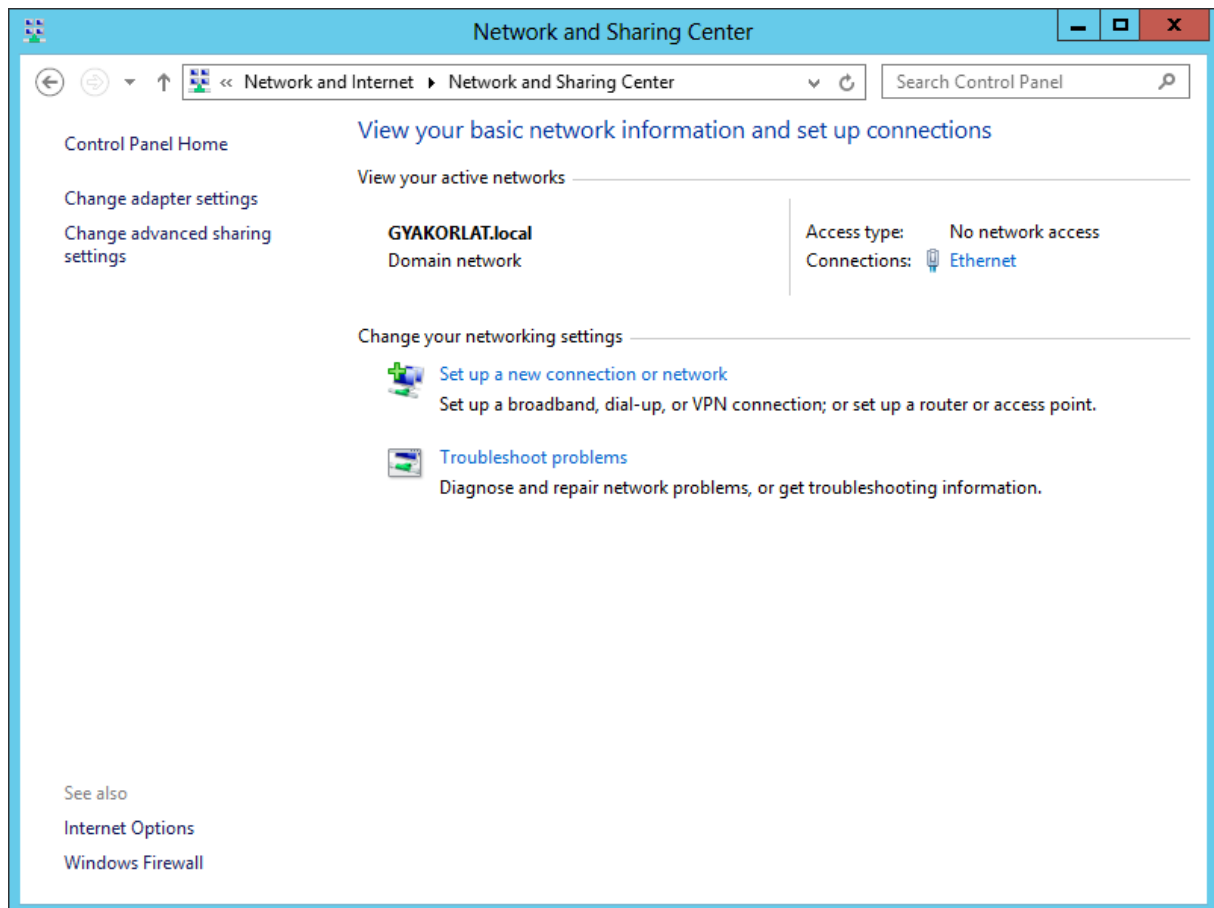 Network and Sharing Center
X
« Network and Internet Network and Sharing Center
Search Control Panel
Control Panel Home
Change adapter settings
Change advanced sharing
settings
View your basic network information and set up connections
View your active networks
GYAKORLAT.local
Domain network
Access type: No network access
Connections: Ethernet
Change your networking settings
Set up a new connection or network
Set up a broadband, dial-up, or VPN connection; or set up a router or access point.
Troubleshoot problems
Diagnose and repair network problems, or get troubleshooting information.
See also
Internet Options
Windows Firewall